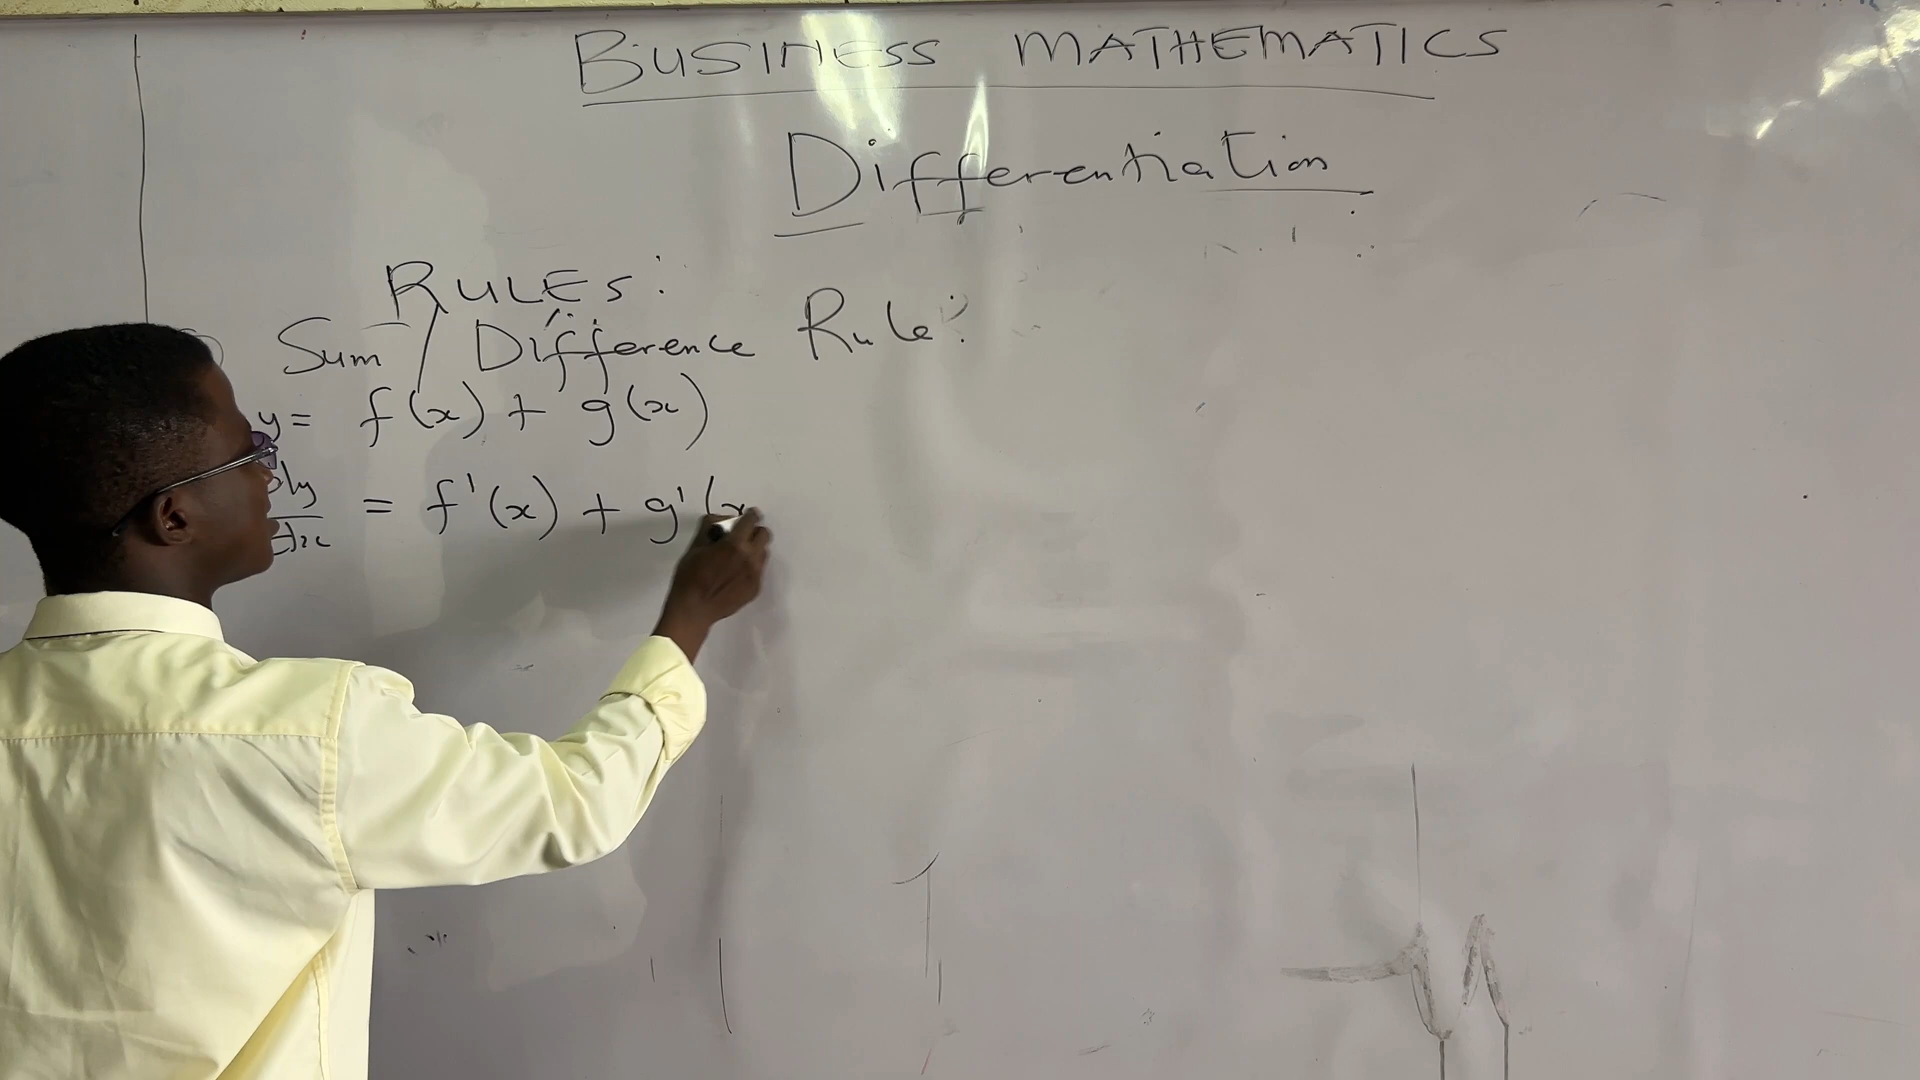 BUSINESS MATHEMATICS
Differentiation
RULES:
Sum / Difference Rule:
y = f(x) + g(x)
dy/dx = f'(x) + g'(x